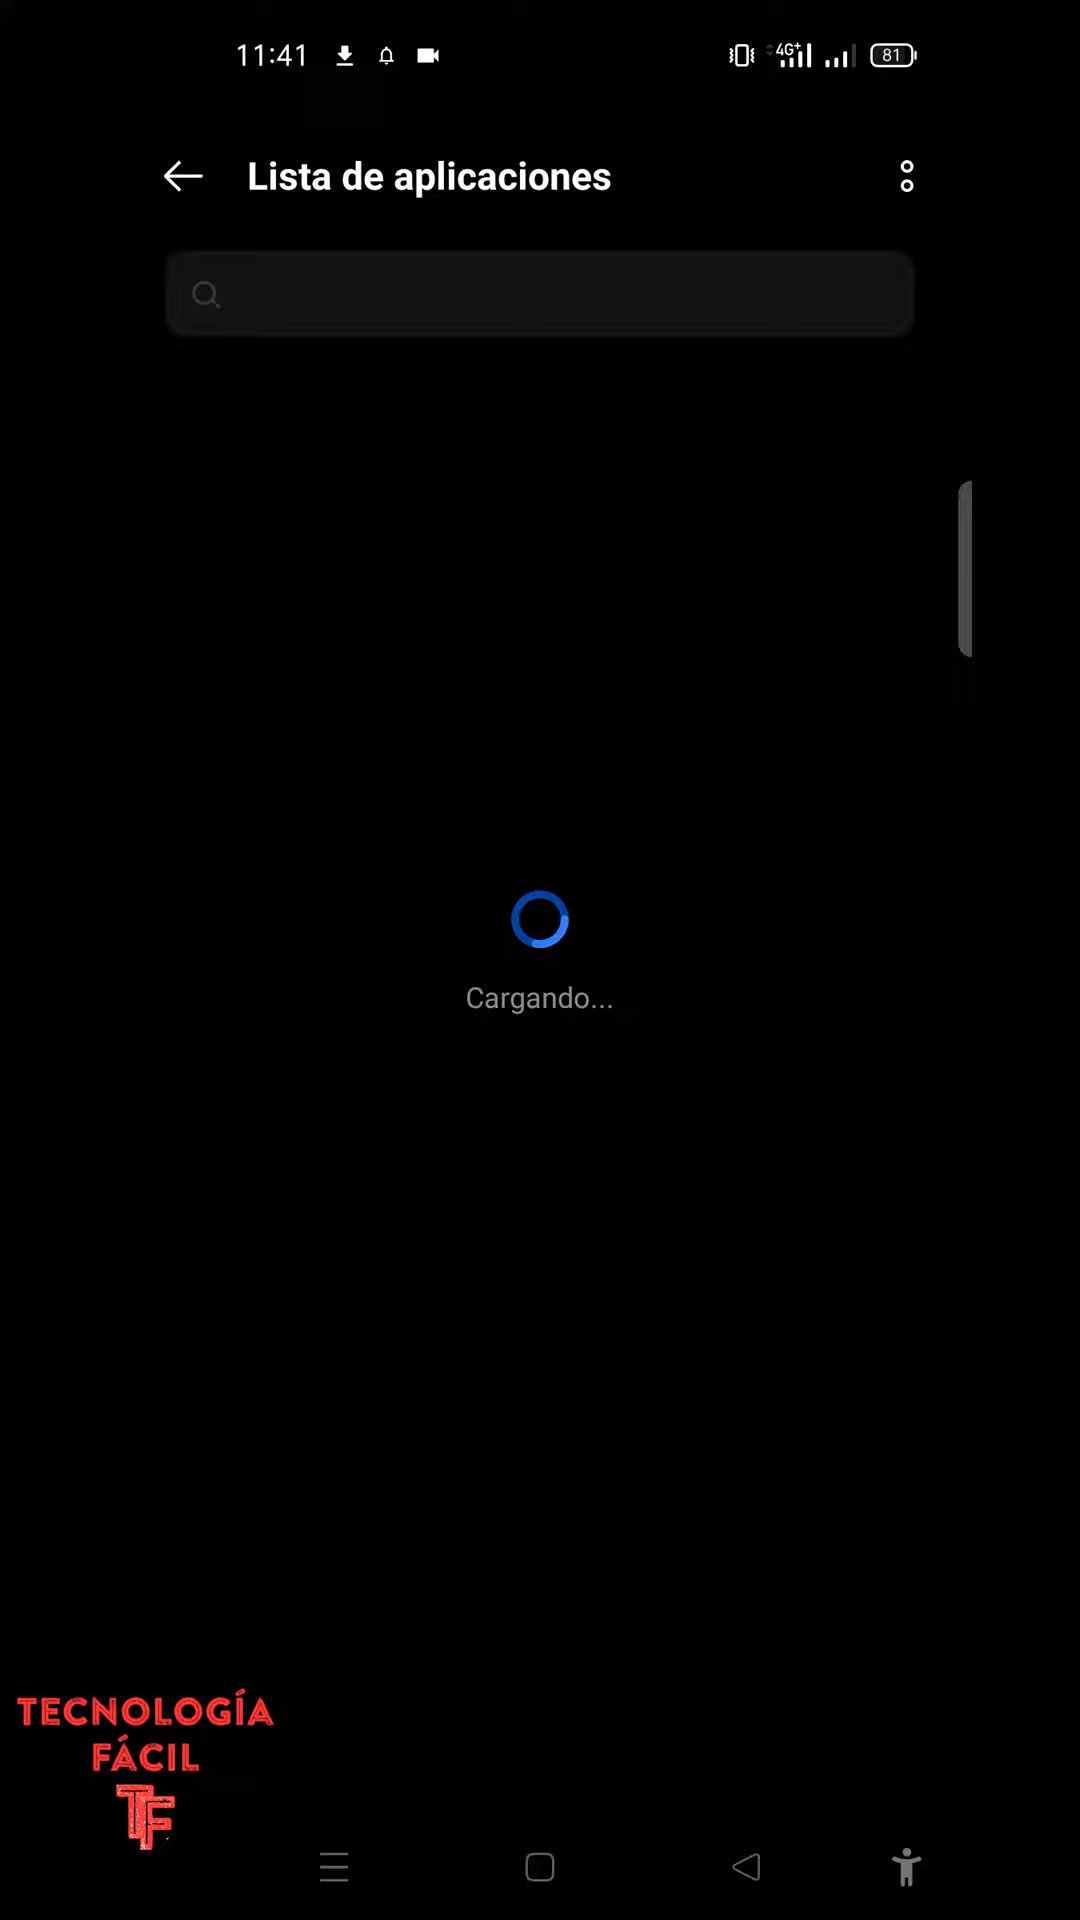 11:41 4G+ 81
Lista de aplicaciones
Cargando...
TECNOLOGÍA
FÁCIL
TF